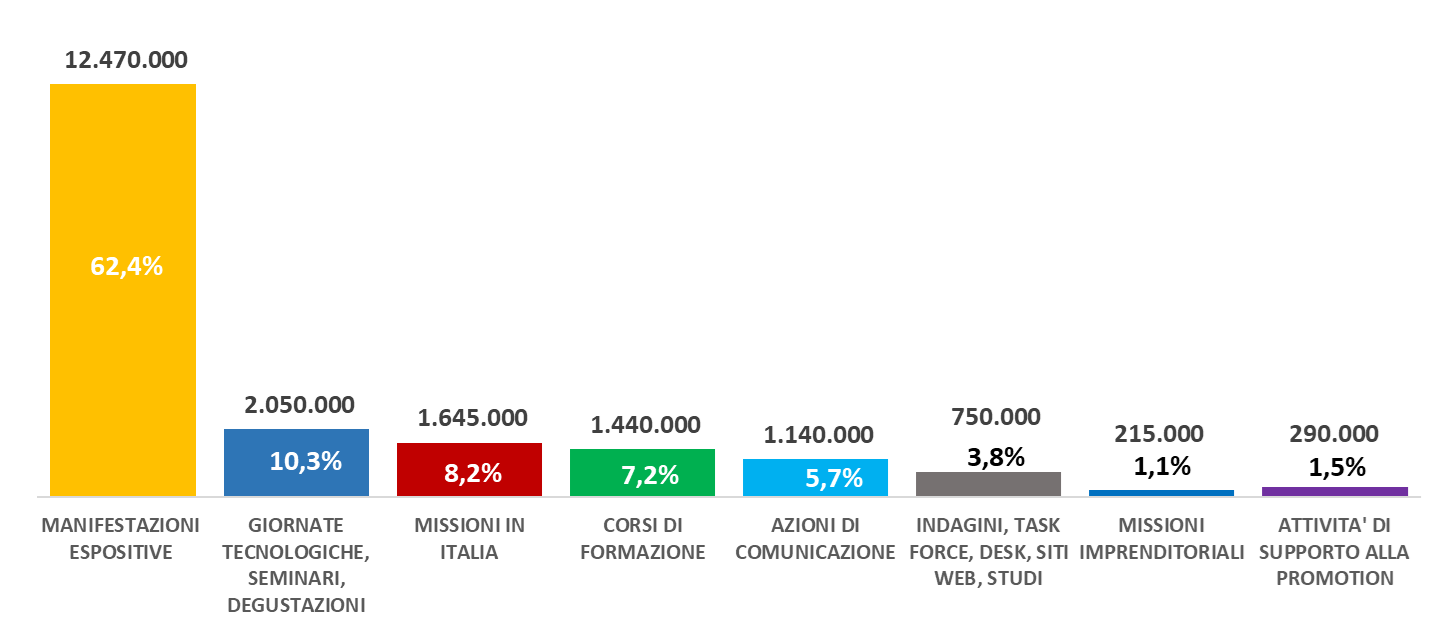 12.470.000
62,4%
2.050.000
10,3%
1.645.000
8,2%
1.440.000
7,2%
1.140.000
5,7%
750.000
3,8%
215.000
1,1%
290.000
1,5%
MANIFESTAZIONI
ESPOSITIVE
GIORNATE
TECNOLOGICHE,
SEMINARI,
DEGUSTAZIONI
MISSIONI IN
ITALIA
CORSI DI
FORMAZIONE
AZIONI DI
COMUNICAZIONE
INDAGINI, TASK
FORCE, DESK, SITI
WEB, STUDI
MISSIONI
IMPRENDITORIALI
ATTIVITA' DI
SUPPORTO ALLA
PROMOTION